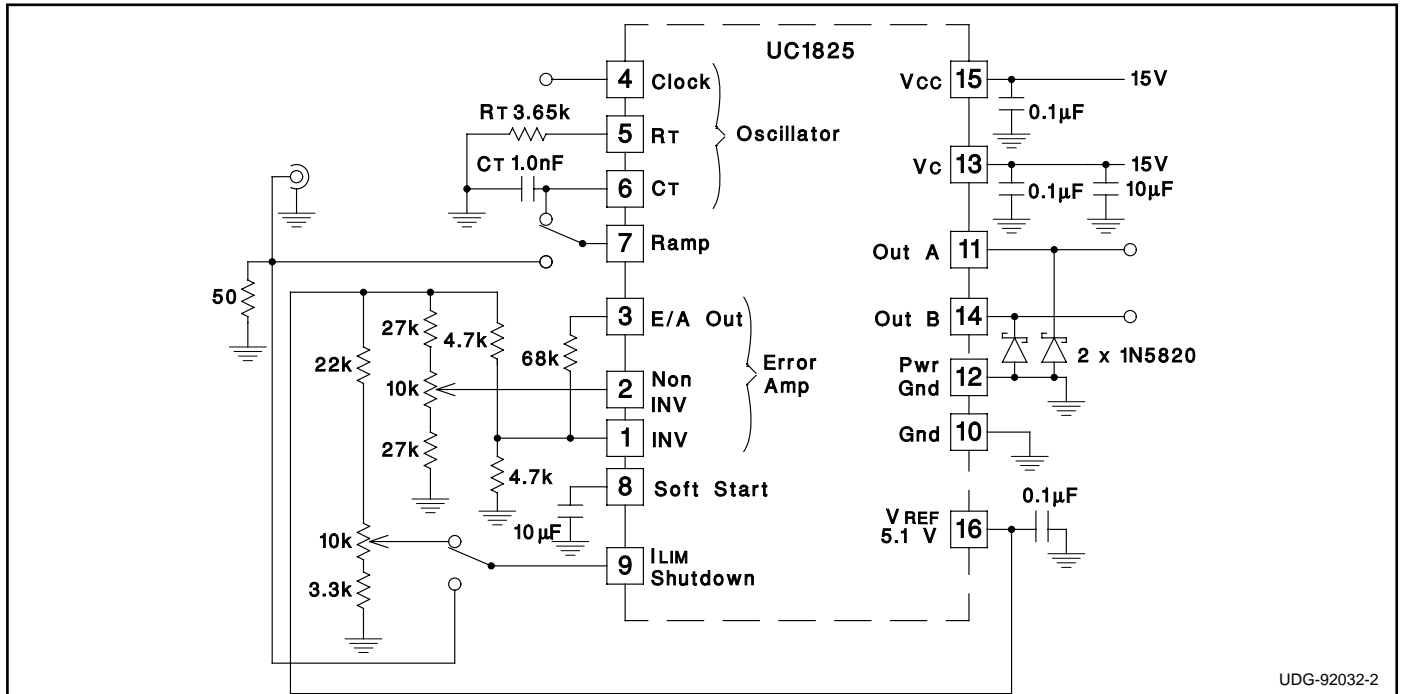 UC1825
4 Clock
RT 3.65k
5 RT
Oscillator
CT 1.0nF
6 CT
7 Ramp
50
3 E/A Out
27k
4.7k
68k
22k
Error
Amp
10k
2 Non
INV
1 INV
27k
4.7k
8 Soft Start
10µF
10k
9 ILIM
Shutdown
3.3k
VCC 15 15V
0.1µF
VC 13 15V
0.1µF 10µF
Out A 11
Out B 14
2 x 1N5820
Pwr
Gnd 12
Gnd 10
0.1µF
VREF
5.1 V 16
UDG-92032-2